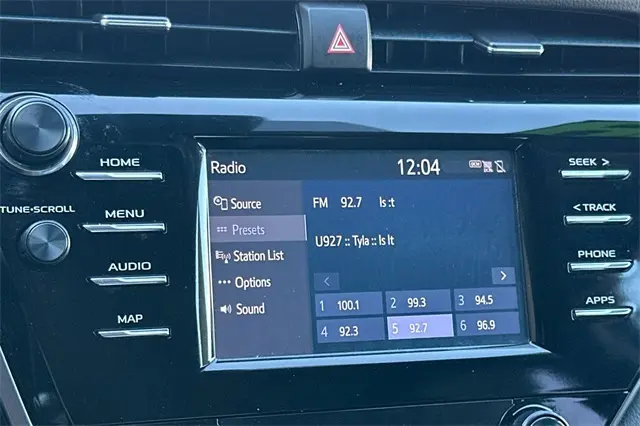 HOME
TUNE•SCROLL
MENU
AUDIO
MAP
Radio 12:04 DCM
Source
Presets
Station List
Options
Sound
FM 92.7 Is :t
U927 :: Tyla :: Is It
< >
1 100.1 2 99.3 3 94.5
4 92.3 5 92.7 6 96.9
SEEK >
< TRACK
PHONE
APPS